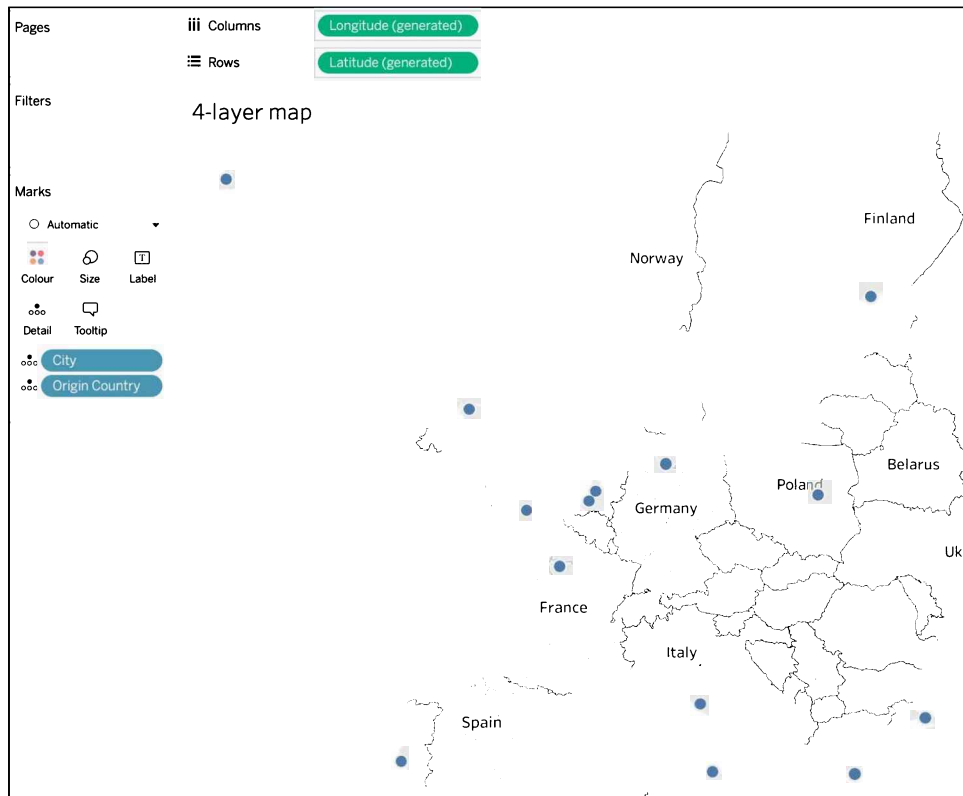 Pages
Columns
Longitude (generated)
Rows
Latitude (generated)
Filters
4-layer map
Marks
Automatic
Colour
Size
T
Label
Detail
Tooltip
City
Origin Country
Finland
Norway
Belarus
Poland
Germany
Uk
France
Italy
Spain